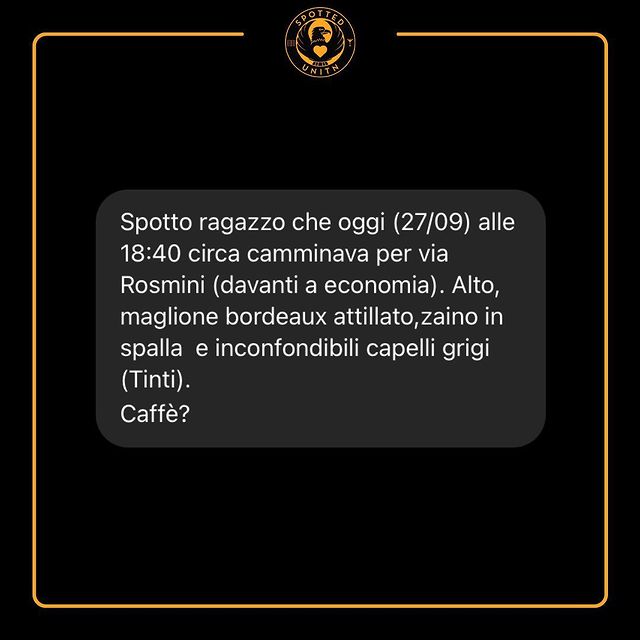 SPOTTED
UNITN
Spotto ragazzo che oggi (27/09) alle
18:40 circa camminava per via
Rosmini (davanti a economia). Alto,
maglione bordeaux attillato,zaino in
spalla  e inconfondibili capelli grigi
(Tinti).
Caffè?